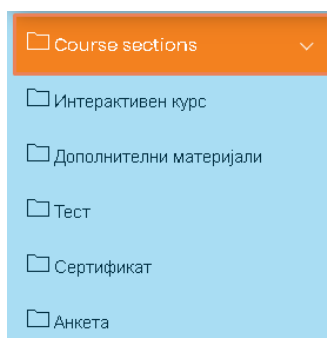 Course sections
Интерактивен курс
Дополнителни материјали
Тест
Сертификат
Анкета